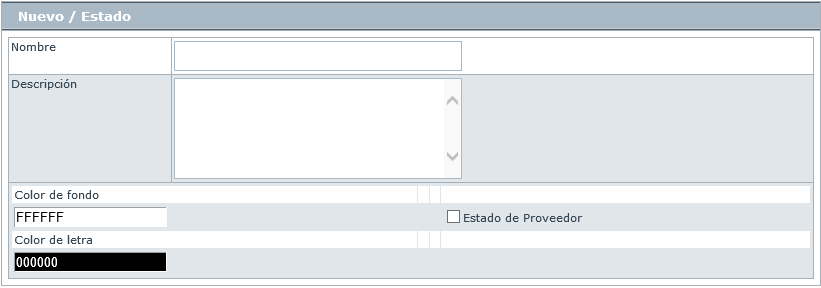 Nuevo / Estado
Nombre
Descripción
Color de fondo
FFFFFF
Estado de Proveedor
Color de letra
000000